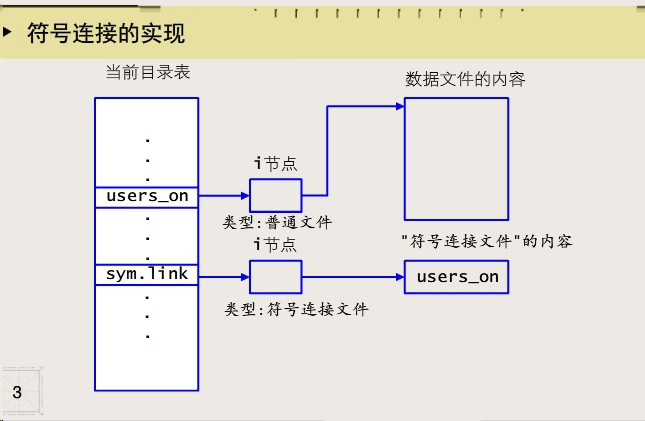 符号连接的实现
当前目录表
数据文件的内容
i节点
users_on
类型:普通文件
i节点
"符号连接文件"的内容
sym.link
users_on
类型:符号连接文件
3